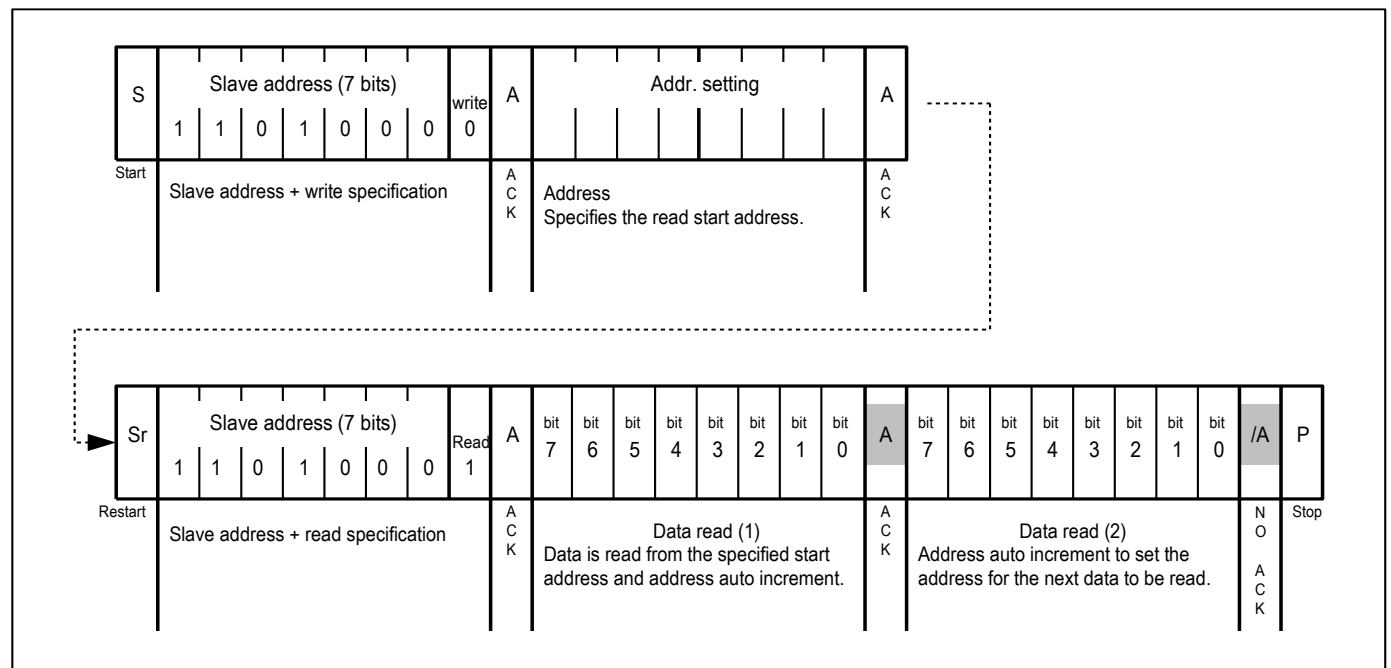 S Slave address (7 bits) write A Addr. setting A
1 1 0 1 0 0 0 0
Start
Slave address + write specification
A
C
K
Address
Specifies the read start address.
A
C
K
Sr Slave address (7 bits) Read A bit bit bit bit bit bit bit bit A bit bit bit bit bit bit bit bit /A P
1 1 0 1 0 0 0 1 7 6 5 4 3 2 1 0 7 6 5 4 3 2 1 0
Restart
Slave address + read specification
A
C
K
Data read (1)
Data is read from the specified start
address and address auto increment.
A
C
K
Data read (2)
Address auto increment to set the
address for the next data to be read.
N
O
A
C
K
Stop